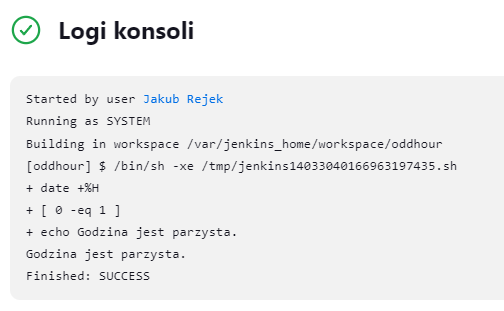 Logi konsoli
Started by user Jakub Rejek
Running as SYSTEM
Building in workspace /var/jenkins_home/workspace/oddhour
[oddhour] $ /bin/sh -xe /tmp/jenkins14033040166963197435.sh
+ date +%H
+ [ 0 -eq 1 ]
+ echo Godzina jest parzysta.
Godzina jest parzysta.
Finished: SUCCESS